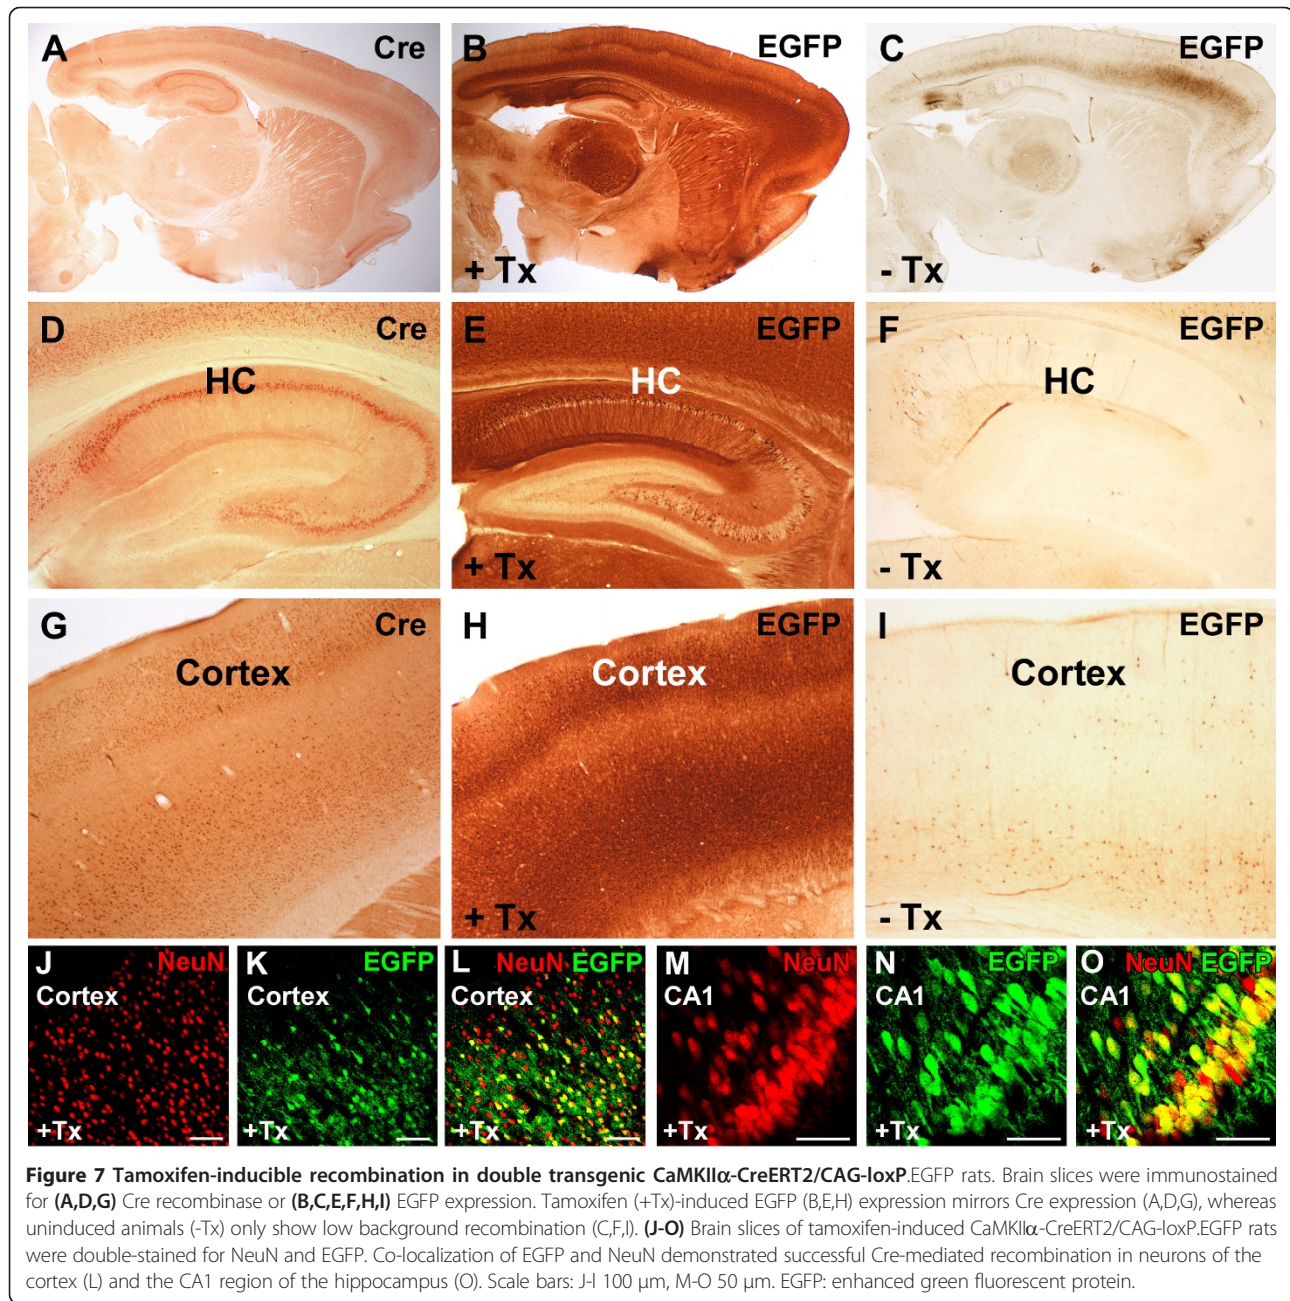 A Cre
B EGFP
+ Tx
C EGFP
- Tx
D Cre
HC
E EGFP
HC
+ Tx
F EGFP
HC
- Tx
G Cre
Cortex
H EGFP
Cortex
+ Tx
I EGFP
Cortex
- Tx
J NeuN
Cortex
+Tx
K EGFP
Cortex
+Tx
L NeuN EGFP
Cortex
+Tx
M NeuN
CA1
+Tx
N EGFP
CA1
+Tx
O NeuN EGFP
CA1
+Tx
Figure 7 Tamoxifen-inducible recombination in double transgenic CaMKIIα-CreERT2/CAG-loxP.EGFP rats. Brain slices were immunostained
for (A,D,G) Cre recombinase or (B,C,E,F,H,I) EGFP expression. Tamoxifen (+Tx)-induced EGFP (B,E,H) expression mirrors Cre expression (A,D,G), whereas
uninduced animals (-Tx) only show low background recombination (C,F,I). (J-O) Brain slices of tamoxifen-induced CaMKIIα-CreERT2/CAG-loxP.EGFP rats
were double-stained for NeuN and EGFP. Co-localization of EGFP and NeuN demonstrated successful Cre-mediated recombination in neurons of the
cortex (L) and the CA1 region of the hippocampus (O). Scale bars: J-l 100 μm, M-O 50 μm. EGFP: enhanced green fluorescent protein.